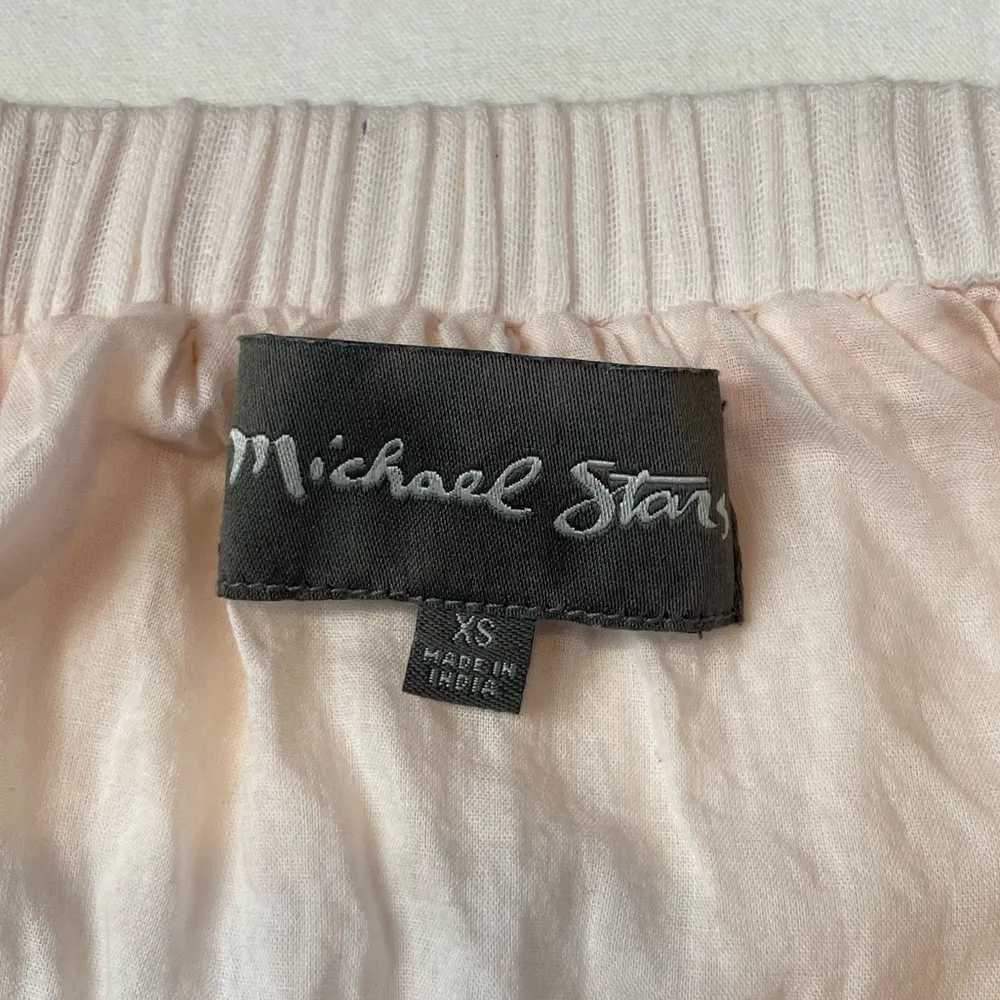 Michael Stars
XS
MADE IN
INDIA